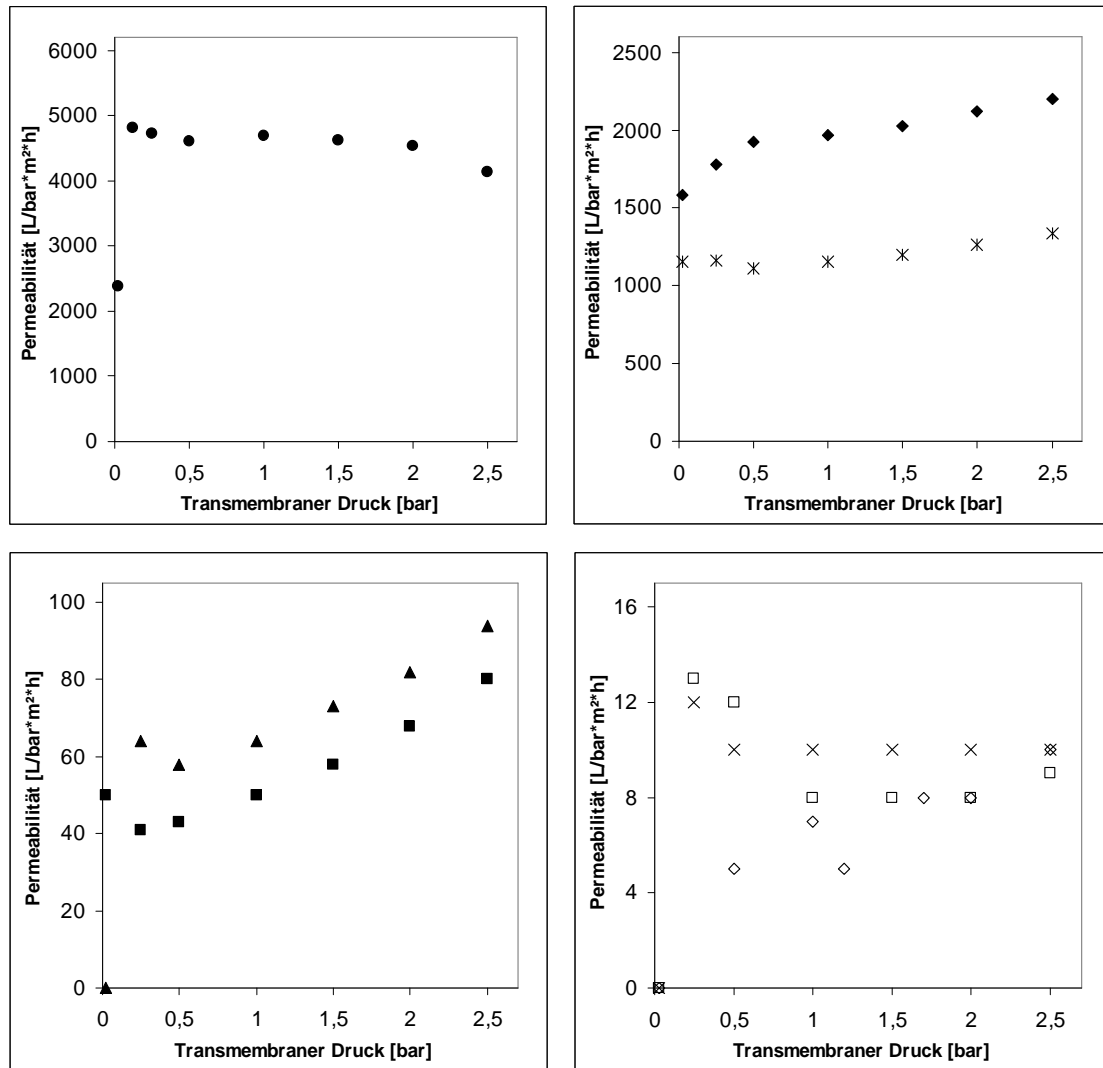 6000
5000
4000
3000
2000
1000
0
Permeabilität [L/bar*m²*h]
0 0,5 1 1,5 2 2,5
Transmembraner Druck [bar]
2500
2000
1500
1000
500
0
Permeabilität [L/bar*m²*h]
0 0,5 1 1,5 2 2,5
Transmembraner Druck [bar]
100
80
60
40
20
0
Permeabilität [L/bar*m²*h]
0 0,5 1 1,5 2 2,5
Transmembraner Druck [bar]
16
12
8
4
0
Permeabilität [L/bar*m²*h]
0 0,5 1 1,5 2 2,5
Transmembraner Druck [bar]